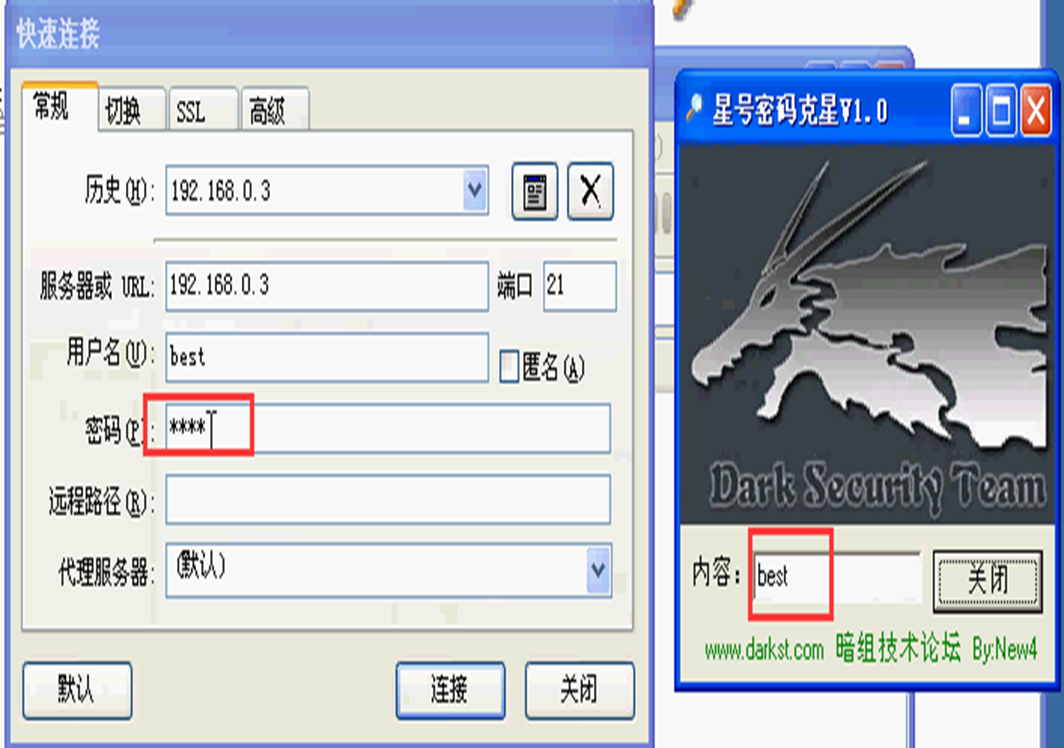 快速连接
常规 切换 SSL 高级
历史(H): 192.168.0.3
服务器或 URL: 192.168.0.3 端口 21
用户名(U): best 匿名(A)
密码(P): ****
远程路径(R):
代理服务器: (默认)
默认 连接 关闭
星号密码克星V1.0
Dark Security Team
内容: best 关闭
www.darkst.com 暗组技术论坛 By:New4